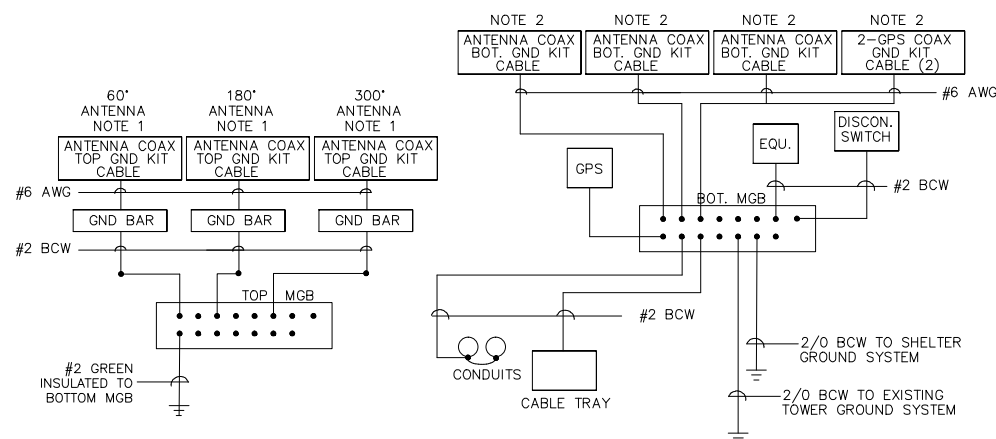 NOTE 2
ANTENNA COAX
BOT. GND KIT
CABLE
NOTE 2
ANTENNA COAX
BOT. GND KIT
CABLE
NOTE 2
ANTENNA COAX
BOT. GND KIT
CABLE
NOTE 2
2-GPS COAX
GND KIT
CABLE (2)
#6 AWG
60°
ANTENNA
NOTE 1
ANTENNA COAX
TOP GND KIT
CABLE
180°
ANTENNA
NOTE 1
ANTENNA COAX
TOP GND KIT
CABLE
300°
ANTENNA
NOTE 1
ANTENNA COAX
TOP GND KIT
CABLE
#6 AWG
GND BAR
GND BAR
GND BAR
#2 BCW
TOP MGB
#2 GREEN
INSULATED TO
BOTTOM MGB
GPS
EQU.
DISCON.
SWITCH
#2 BCW
BOT. MGB
#2 BCW
CONDUITS
CABLE TRAY
2/0 BCW TO SHELTER
GROUND SYSTEM
2/0 BCW TO EXISTING
TOWER GROUND SYSTEM